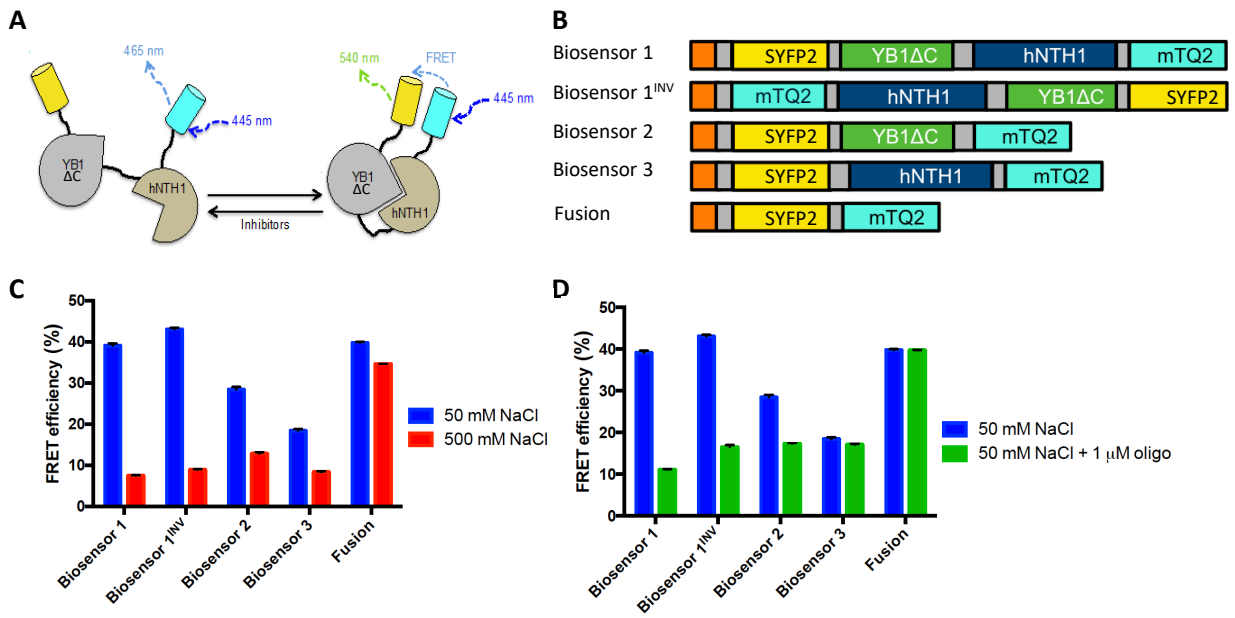 A
465 nm
445 nm
YB1
ΔC
hNTH1
Inhibitors
540 nm
FRET
445 nm
YB1
ΔC
hNTH1
B
Biosensor 1
SYFP2 YB1ΔC hNTH1 mTQ2
Biosensor 1INV
mTQ2 hNTH1 YB1ΔC SYFP2
Biosensor 2
SYFP2 YB1ΔC mTQ2
Biosensor 3
SYFP2 hNTH1 mTQ2
Fusion
SYFP2 mTQ2
C
FRET efficiency (%)
50
40
30
20
10
0
Biosensor 1
Biosensor 1INV
Biosensor 2
Biosensor 3
Fusion
50 mM NaCl
500 mM NaCl
D
FRET efficiency (%)
50
40
30
20
10
0
Biosensor 1
Biosensor 1INV
Biosensor 2
Biosensor 3
Fusion
50 mM NaCl
50 mM NaCl + 1 μM oligo